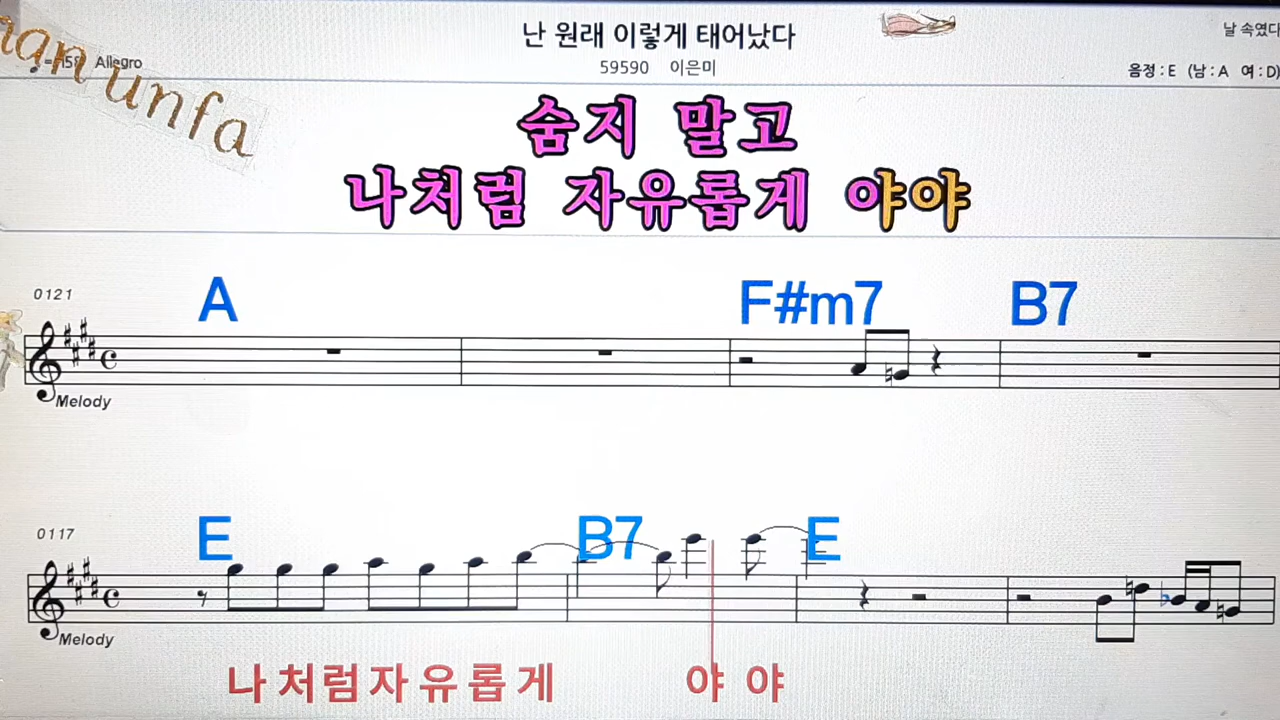 난 원래 이렇게 태어났다
날 속였다
59590 이은미
Allegro
unfa
음정 : E (남 : A 여 : D)
숨지 말고
나처럼 자유롭게 야야
0121
A F#m7 B7
Melody
0117
E B7 E
Melody
나 처 럼 자 유 롭 게 야 야